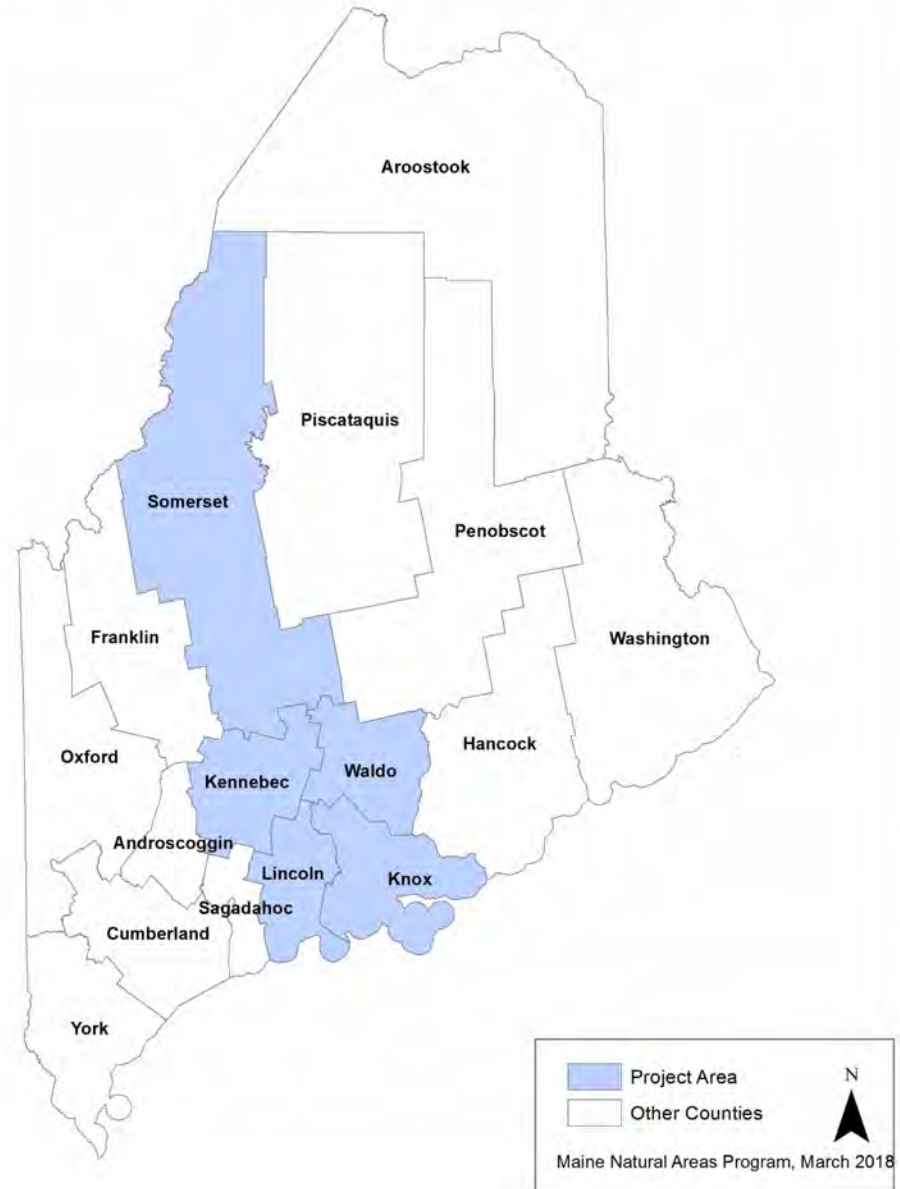 Aroostook
Piscataquis
Somerset
Penobscot
Franklin
Washington
Hancock
Oxford
Waldo
Kennebec
Androscoggin
Lincoln
Knox
Sagadahoc
Cumberland
York
Project Area
N
Other Counties
Maine Natural Areas Program, March 2018